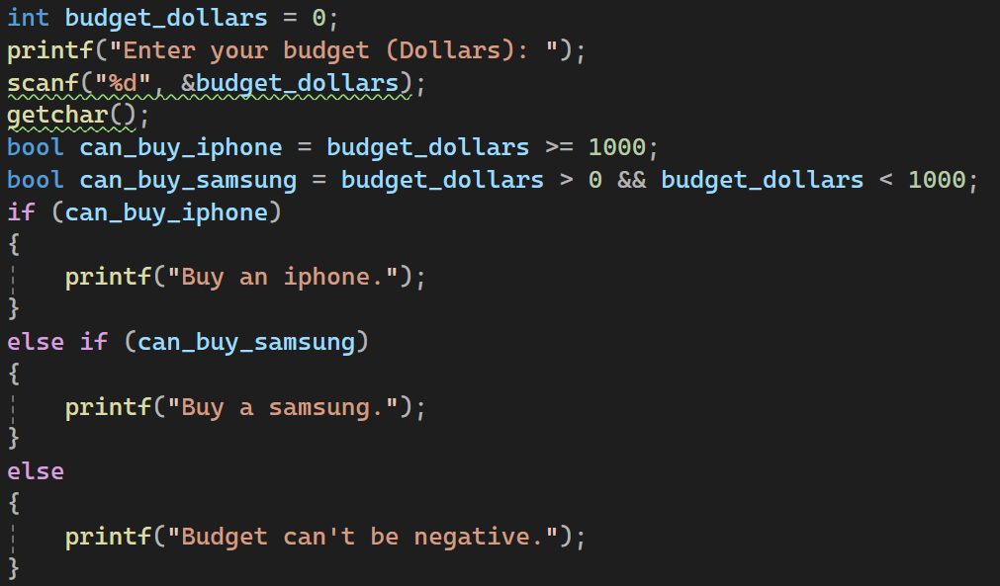 int budget_dollars = 0;
printf("Enter your budget (Dollars): ");
scanf("%d", &budget_dollars);
getchar();
bool can_buy_iphone = budget_dollars >= 1000;
bool can_buy_samsung = budget_dollars > 0 && budget_dollars < 1000;
if (can_buy_iphone)
{
    printf("Buy an iphone.");
}
else if (can_buy_samsung)
{
    printf("Buy a samsung.");
}
else
{
    printf("Budget can't be negative.");
}